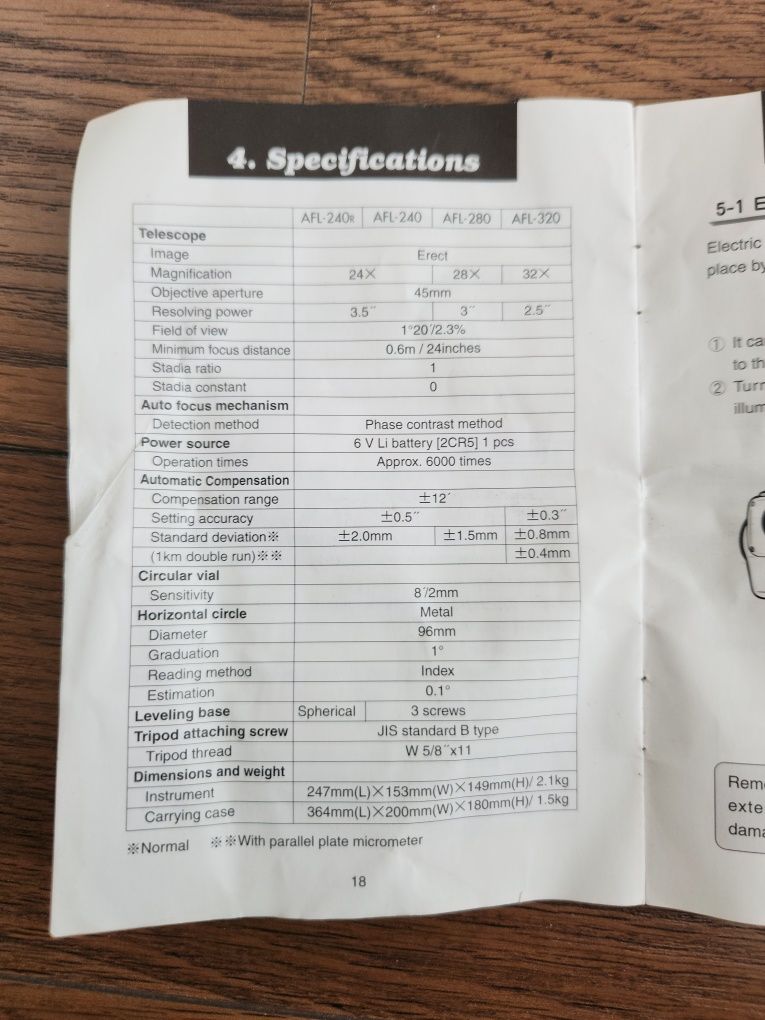 4. Specifications
AFL-240R AFL-240 AFL-280 AFL-320
Telescope
Image Erect
Magnification 24× 28× 32×
Objective aperture 45mm
Resolving power 3.5″ 3″ 2.5″
Field of view 1°20′/2.3%
Minimum focus distance 0.6m / 24inches
Stadia ratio 1
Stadia constant 0
Auto focus mechanism
Detection method Phase contrast method
Power source 6 V Li battery [2CR5] 1 pcs
Operation times Approx. 6000 times
Automatic Compensation
Compensation range ±12′
Setting accuracy ±0.5″ ±0.3″
Standard deviation※ ±2.0mm ±1.5mm ±0.8mm
(1km double run)※※ ±0.4mm
Circular vial
Sensitivity 8′/2mm
Horizontal circle Metal
Diameter 96mm
Graduation 1°
Reading method Index
Estimation 0.1°
Leveling base Spherical 3 screws
Tripod attaching screw JIS standard B type
Tripod thread W 5/8″x11
Dimensions and weight
Instrument 247mm(L)×153mm(W)×149mm(H)/ 2.1kg
Carrying case 364mm(L)×200mm(W)×180mm(H)/ 1.5kg
※Normal ※※With parallel plate micrometer
18
5-1 E
Electric
place by
① It ca
to th
② Turr
illum
Rem
exte
dama